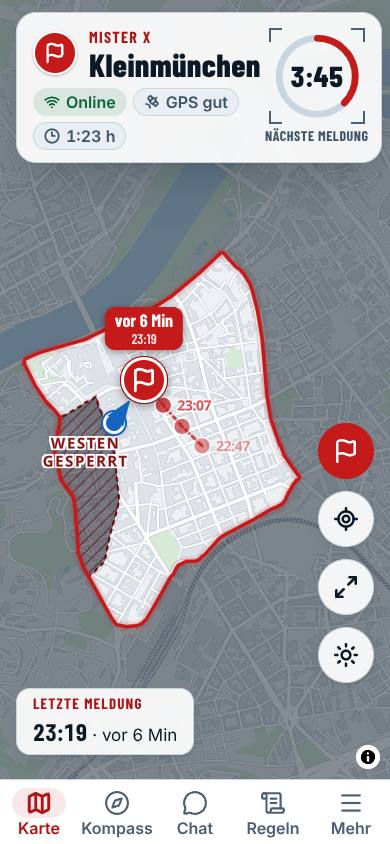 MISTER X
Kleinmünchen
Online
GPS gut
1:23 h
3:45
NÄCHSTE MELDUNG
vor 6 Min
23:19
23:07
22:47
WESTEN
GESPERRT
LETZTE MELDUNG
23:19 · vor 6 Min
Karte
Kompass
Chat
Regeln
Mehr